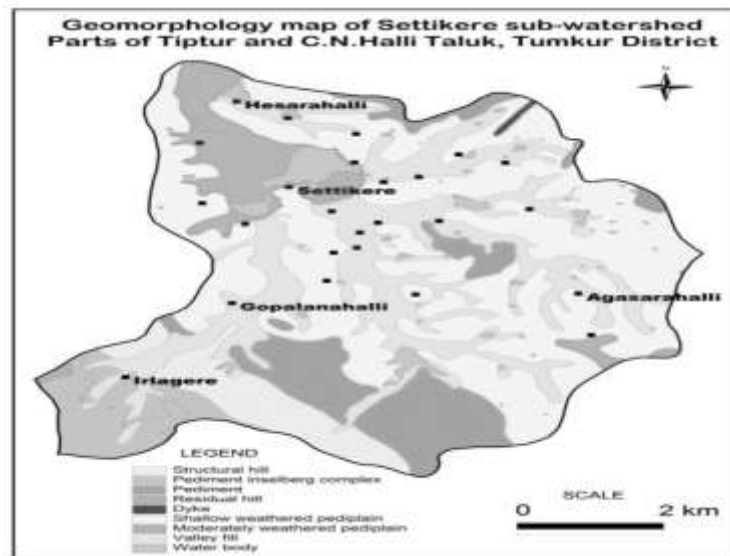 Geomorphology map of Settikere sub-watershed
Parts of Tiptur and C.N.Halli Taluk, Tumkur District
N
Hesarahalli
Settikere
Agasarahalli
Gopalanahalli
Irlagere
LEGEND
Structural hill
Pediment inselberg complex
Pediment
Residual hill
Dyke
Shallow weathered pediplain
Moderately weathered pediplain
Valley fill
Water body
SCALE
0 2 km